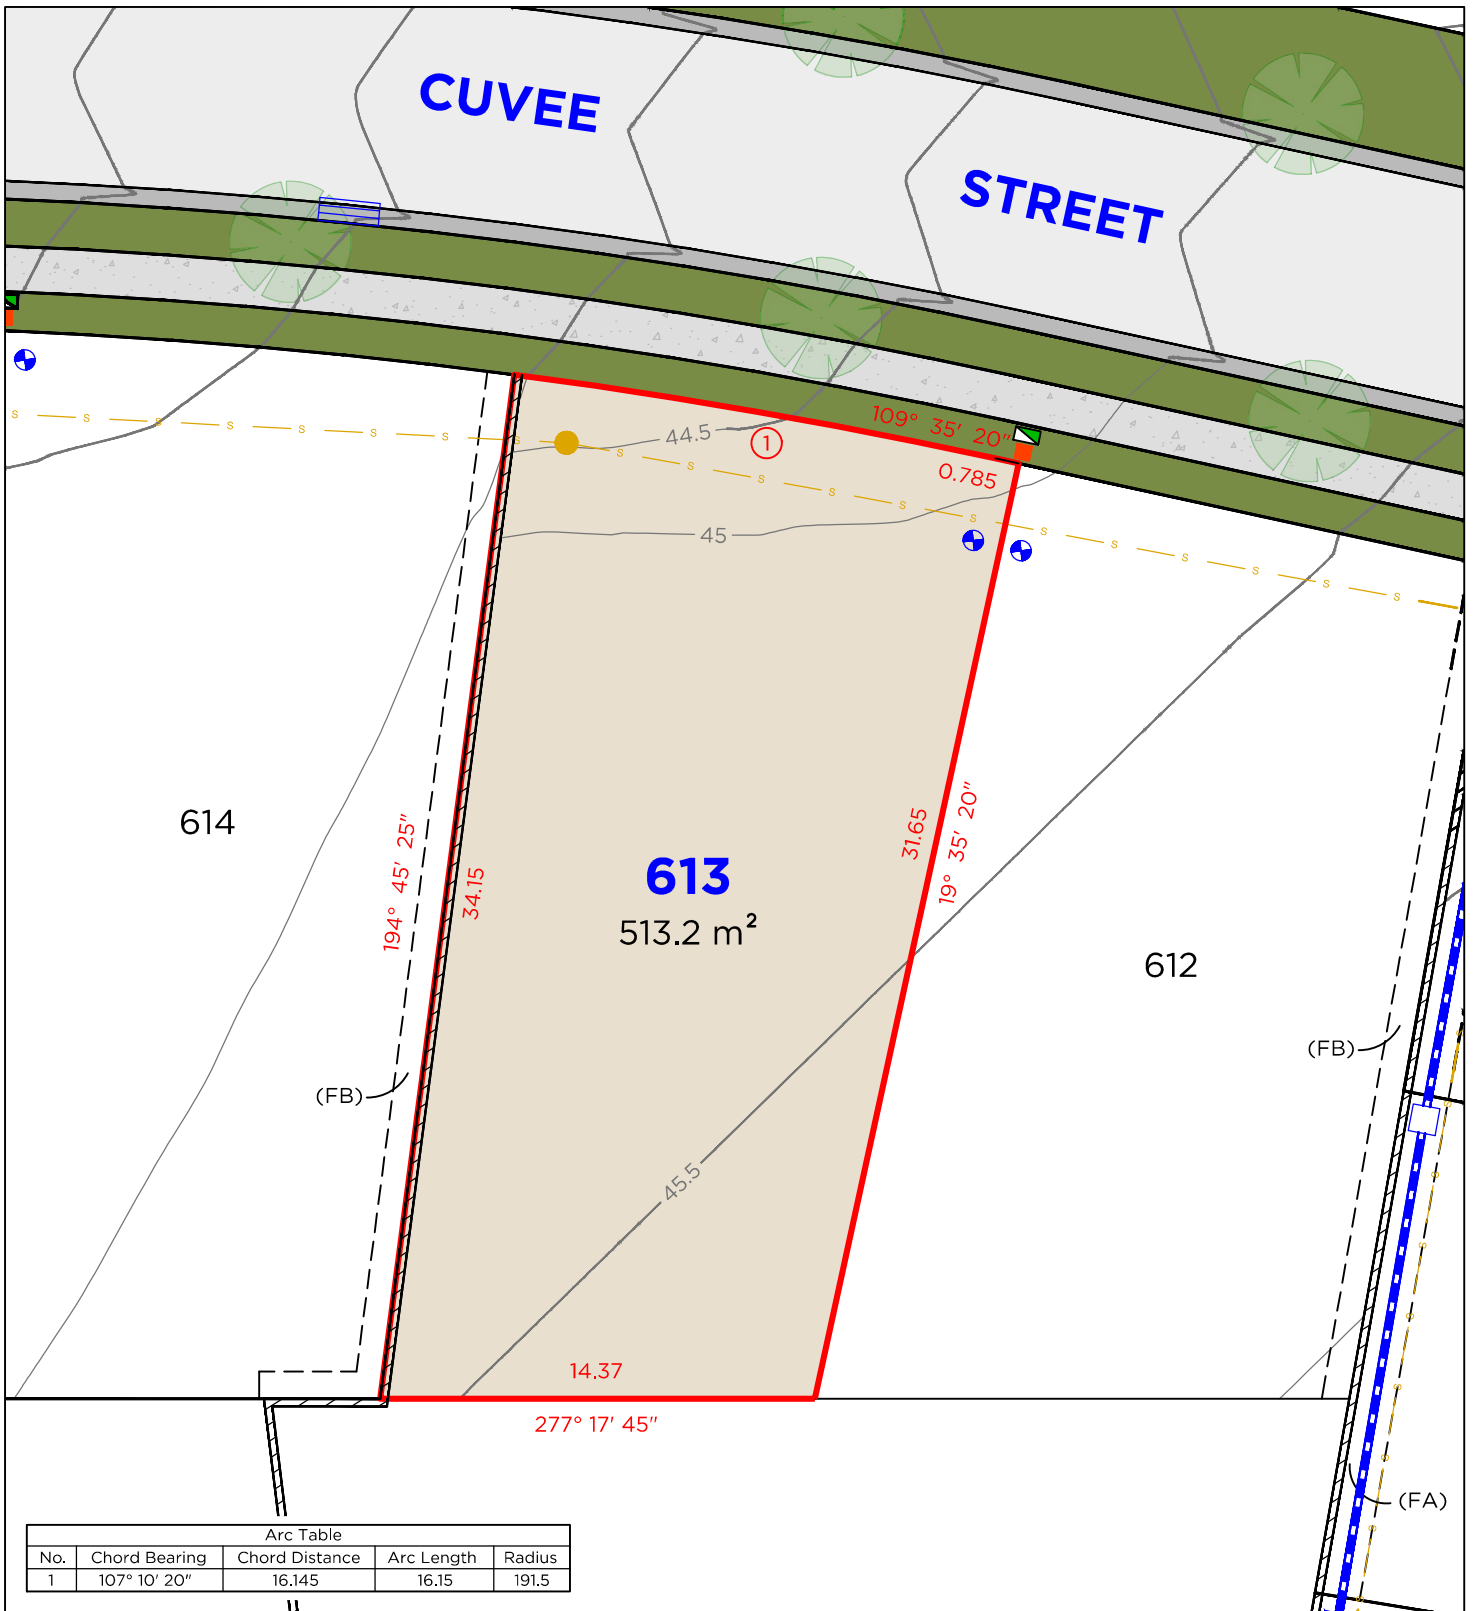 CUVEE
STREET
109° 35' 20"
44.5
1
0.785
45
614
194° 45' 25"
34.15
613
513.2 m²
31.65
19° 35' 20"
612
(FB)
(FB)
45.5
14.37
277° 17' 45"
(FA)
Arc Table
No. Chord Bearing Chord Distance Arc Length Radius
1 107° 10' 20" 16.145 16.15 191.5